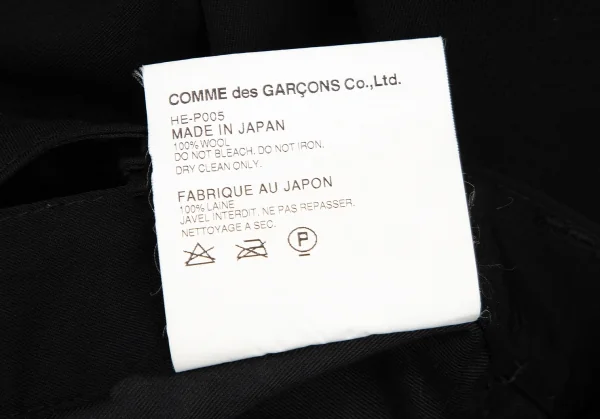 COMME des GARÇONS Co.,Ltd.
HE-P005
MADE IN JAPAN
100% WOOL
DO NOT BLEACH. DO NOT IRON.
DRY CLEAN ONLY.
FABRIQUE AU JAPON
100% LAINE
JAVEL INTERDIT. NE PAS REPASSER.
NETTOYAGE A SEC.
P